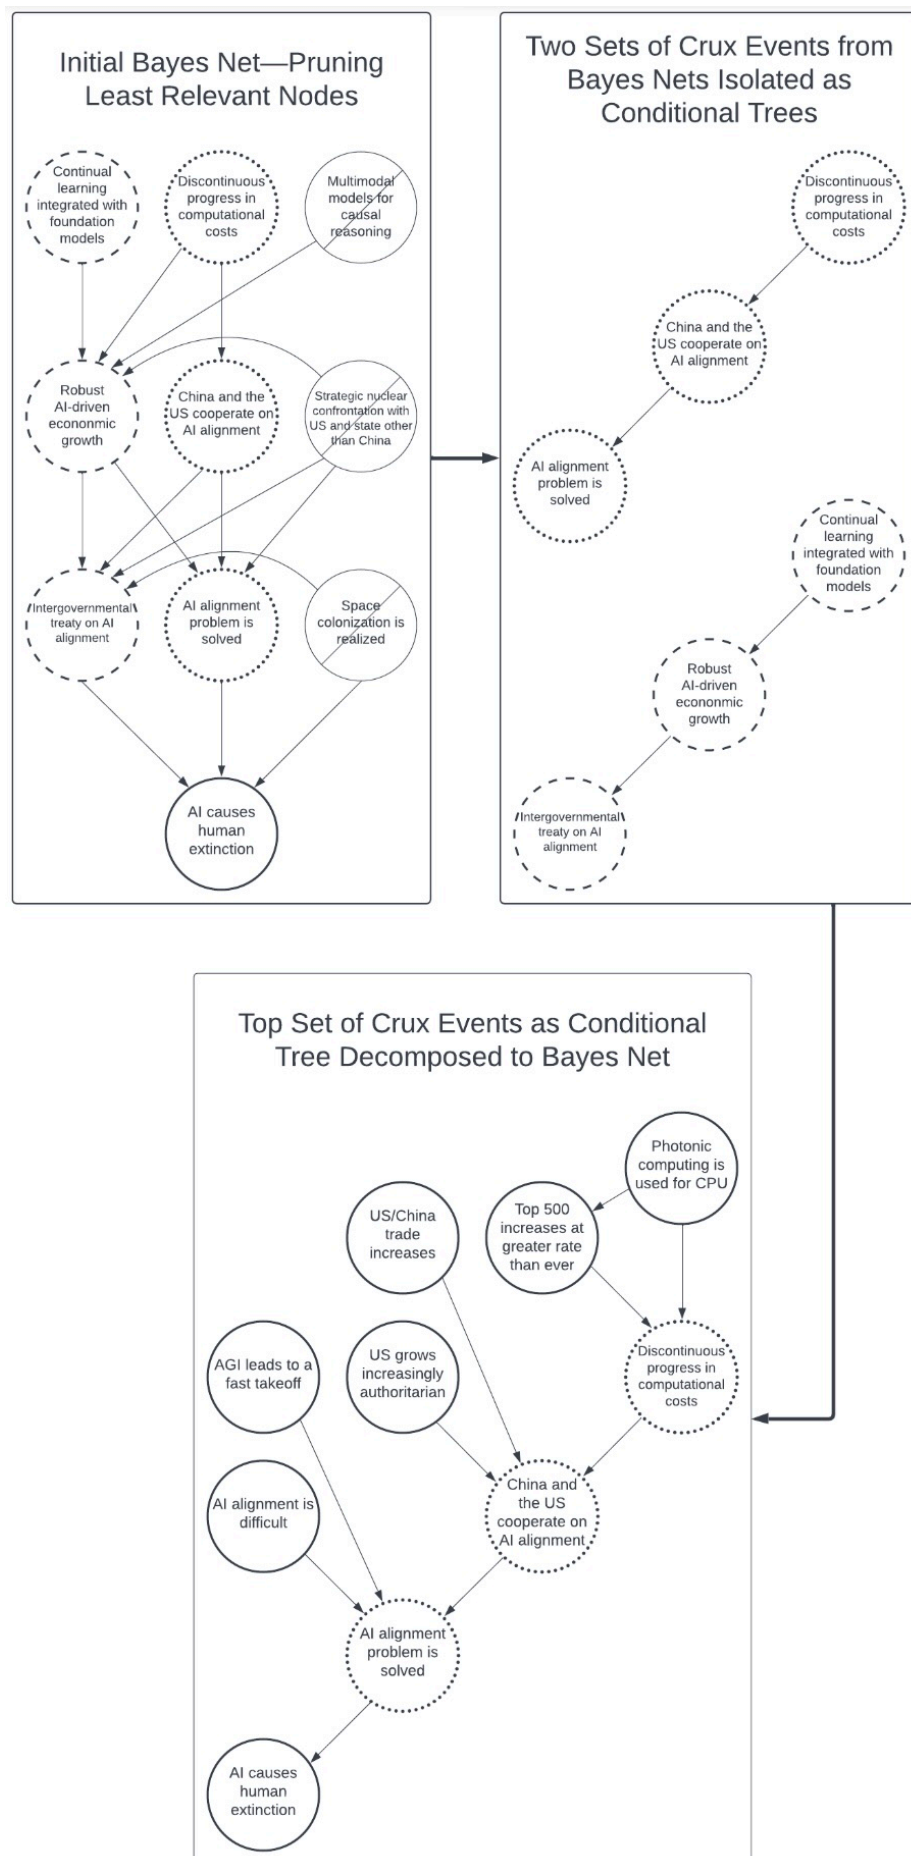 Initial Bayes Net—Pruning
Least Relevant Nodes
Continual
learning
integrated with
foundation
models
Discontinuous
progress in
computational
costs
Multimodal
models for
causal
reasoning
Robust
AI-driven
econonmic
growth
China and the
US cooperate on
AI alignment
Strategic nuclear
confrontation with
US and state other
than China
Intergovernmental
treaty on AI
alignment
AI alignment
problem is
solved
Space
colonization is
realized
AI causes
human
extinction
Two Sets of Crux Events from
Bayes Nets Isolated as
Conditional Trees
Discontinuous
progress in
computational
costs
China and the
US cooperate on
AI alignment
AI alignment
problem is
solved
Continual
learning
integrated with
foundation
models
Robust
AI-driven
econonmic
growth
Intergovernmental
treaty on AI
alignment
Top Set of Crux Events as Conditional
Tree Decomposed to Bayes Net
Photonic
computing is
used for CPU
US/China
trade
increases
Top 500
increases at
greater rate
than ever
AGI leads to a
fast takeoff
US grows
increasingly
authoritarian
Discontinuous
progress in
computational
costs
AI alignment is
difficult
China and
the US
cooperate on
AI alignment
AI alignment
problem is
solved
AI causes
human
extinction